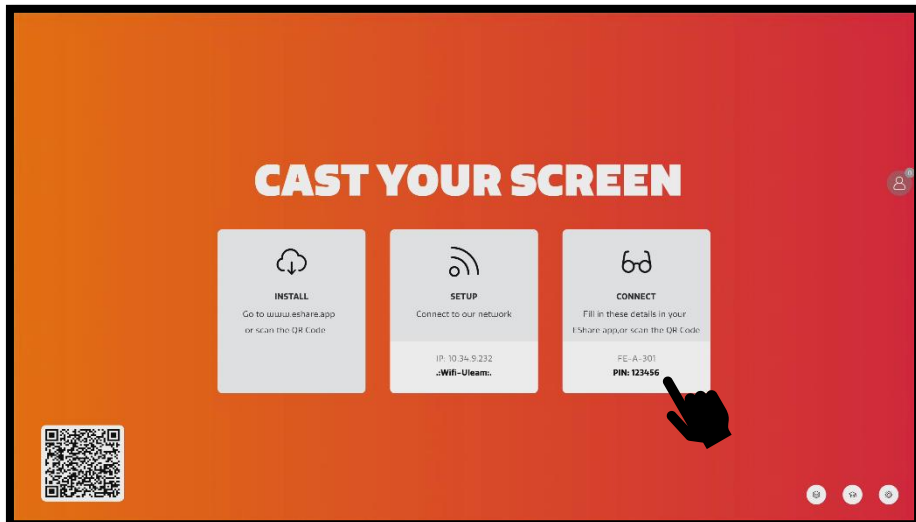 CAST YOUR SCREEN
INSTALL
Go to www.eshare.app
or scan the QR Code
SETUP
Connect to our network
IP: 10.34.9.232
.:Wifi-Uleam:.
CONNECT
Fill in these details in your
EShare app,or scan the QR Code
FE-A-301
PIN: 123456